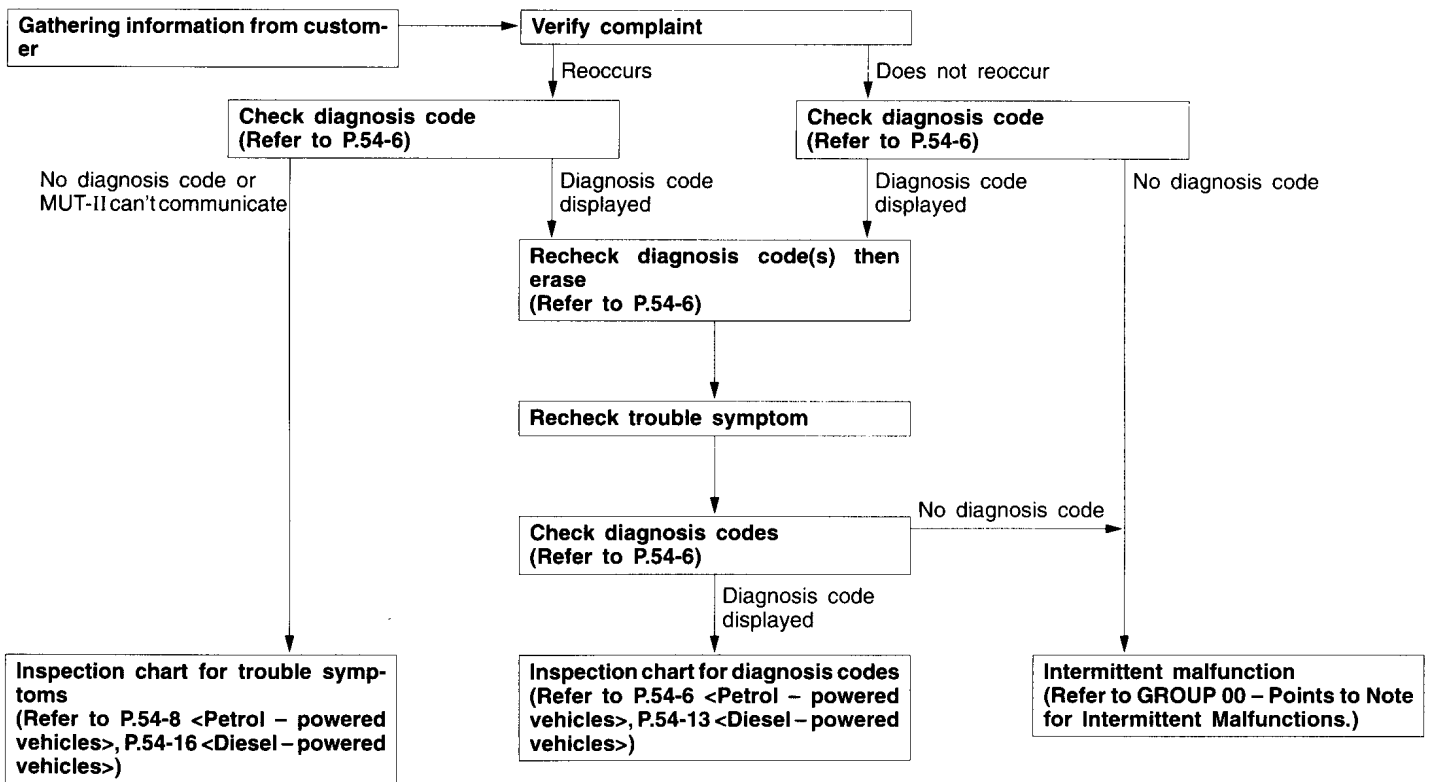 Gathering information from custom-
er
Verify complaint
Reoccurs
Does not reoccur
Check diagnosis code
(Refer to P.54-6)
Check diagnosis code
(Refer to P.54-6)
No diagnosis code or
MUT-II can't communicate
Diagnosis code
displayed
Diagnosis code
displayed
No diagnosis code
Recheck diagnosis code(s) then
erase
(Refer to P.54-6)
Recheck trouble symptom
No diagnosis code
Check diagnosis codes
(Refer to P.54-6)
Diagnosis code
displayed
Inspection chart for trouble symp-
toms
(Refer to P.54-8 <Petrol – powered
vehicles>, P.54-16 <Diesel – powered
vehicles>)
Inspection chart for diagnosis codes
(Refer to P.54-6 <Petrol – powered
vehicles>, P.54-13 <Diesel – powered
vehicles>)
Intermittent malfunction
(Refer to GROUP 00 – Points to Note
for Intermittent Malfunctions.)